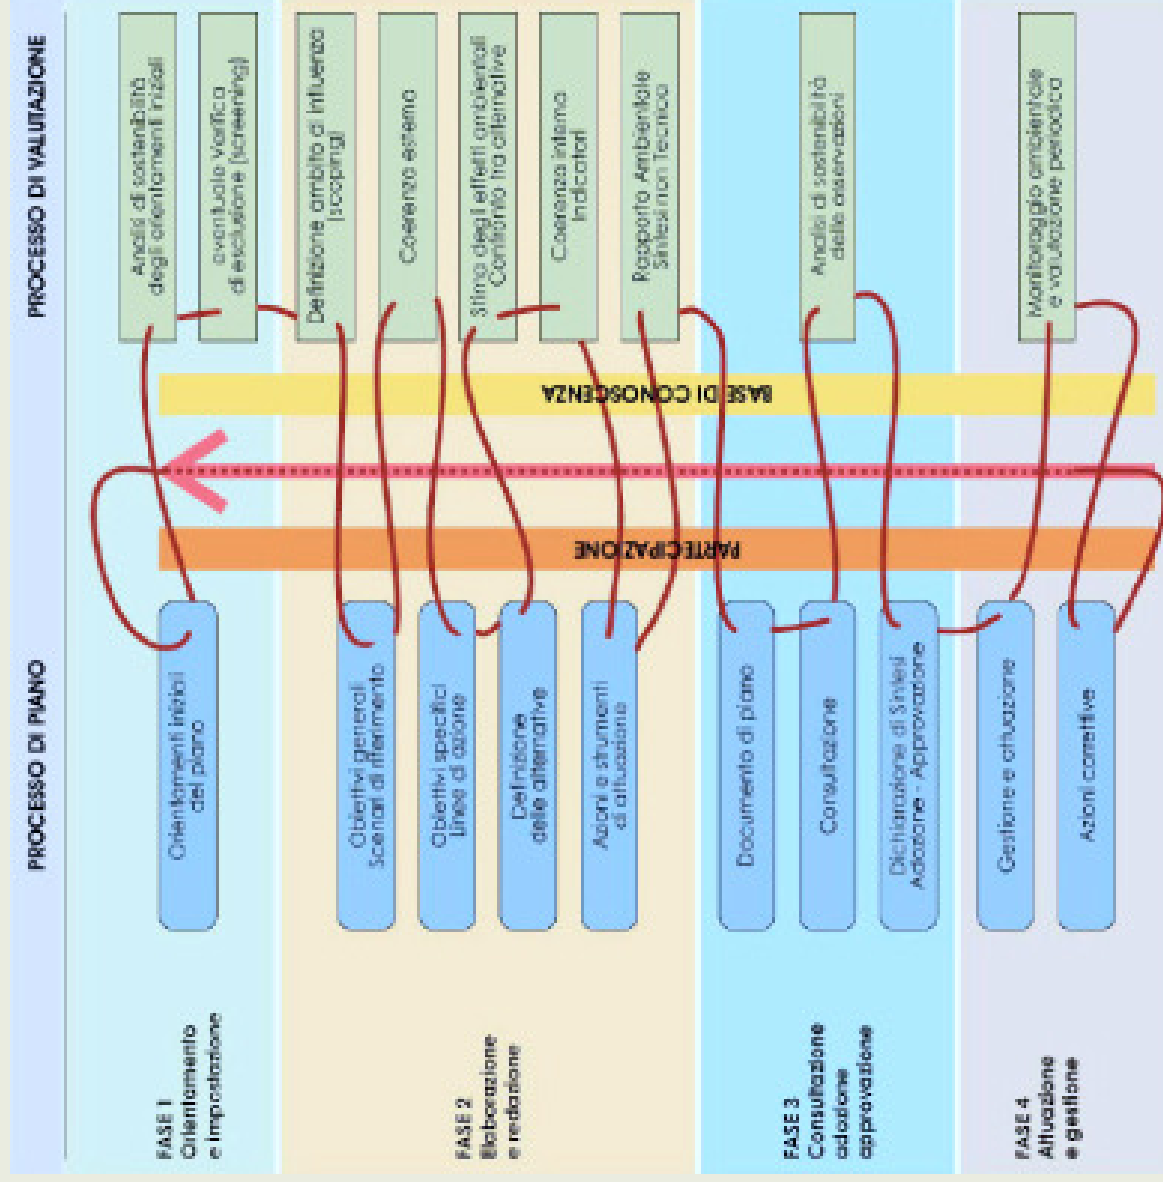 PROCESSO DI PIANO
PROCESSO DI VALUTAZIONE
FASE 1
Orientamento
e impostazione
Orientamenti iniziali
del piano
Analisi di sostenibilità
degli orientamenti iniziali
eventuale Verifica
di esclusione (screening)
FASE 2
Elaborazione
e redazione
Obiettivi generali
Scenari di riferimento
Obiettivi specifici
Linee di azione
Definizione
delle alternative
Azioni e strumenti
di attuazione
Definizione ambito di influenza
(scoping)
Coerenza esterna
Stima degli effetti ambientali
Confronto tra alternative
Coerenza interna
Indicatori
Rapporto Ambientale
Sintesi non Tecnica
FASE 3
Consultazione
adozione
approvazione
Documento di piano
Consultazione
Dichiarazione di Sintesi
Adozione - Approvazione
Analisi di sostenibilità
delle osservazioni
FASE 4
Attuazione
e gestione
Gestione e attuazione
Azioni correttive
Monitoraggio ambientale
e valutazione periodica
PARTECIPAZIONE
BASE DI CONOSCENZA